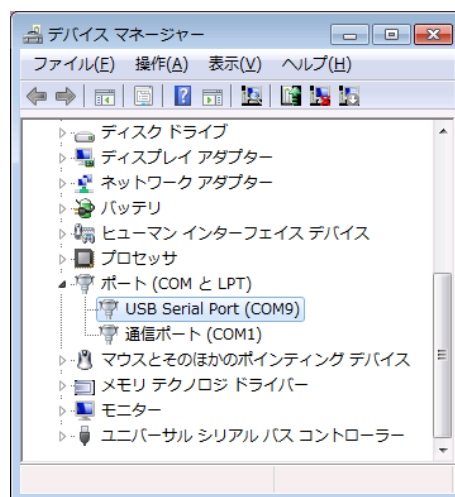 デバイス マネージャー
ファイル(F) 操作(A) 表示(V) ヘルプ(H)
ディスク ドライブ
ディスプレイ アダプター
ネットワーク アダプター
バッテリ
ヒューマン インターフェイス デバイス
プロセッサ
ポート (COM と LPT)
USB Serial Port (COM9)
通信ポート (COM1)
マウスとそのほかのポインティング デバイス
メモリ テクノロジ ドライバー
モニター
ユニバーサル シリアル バス コントローラー